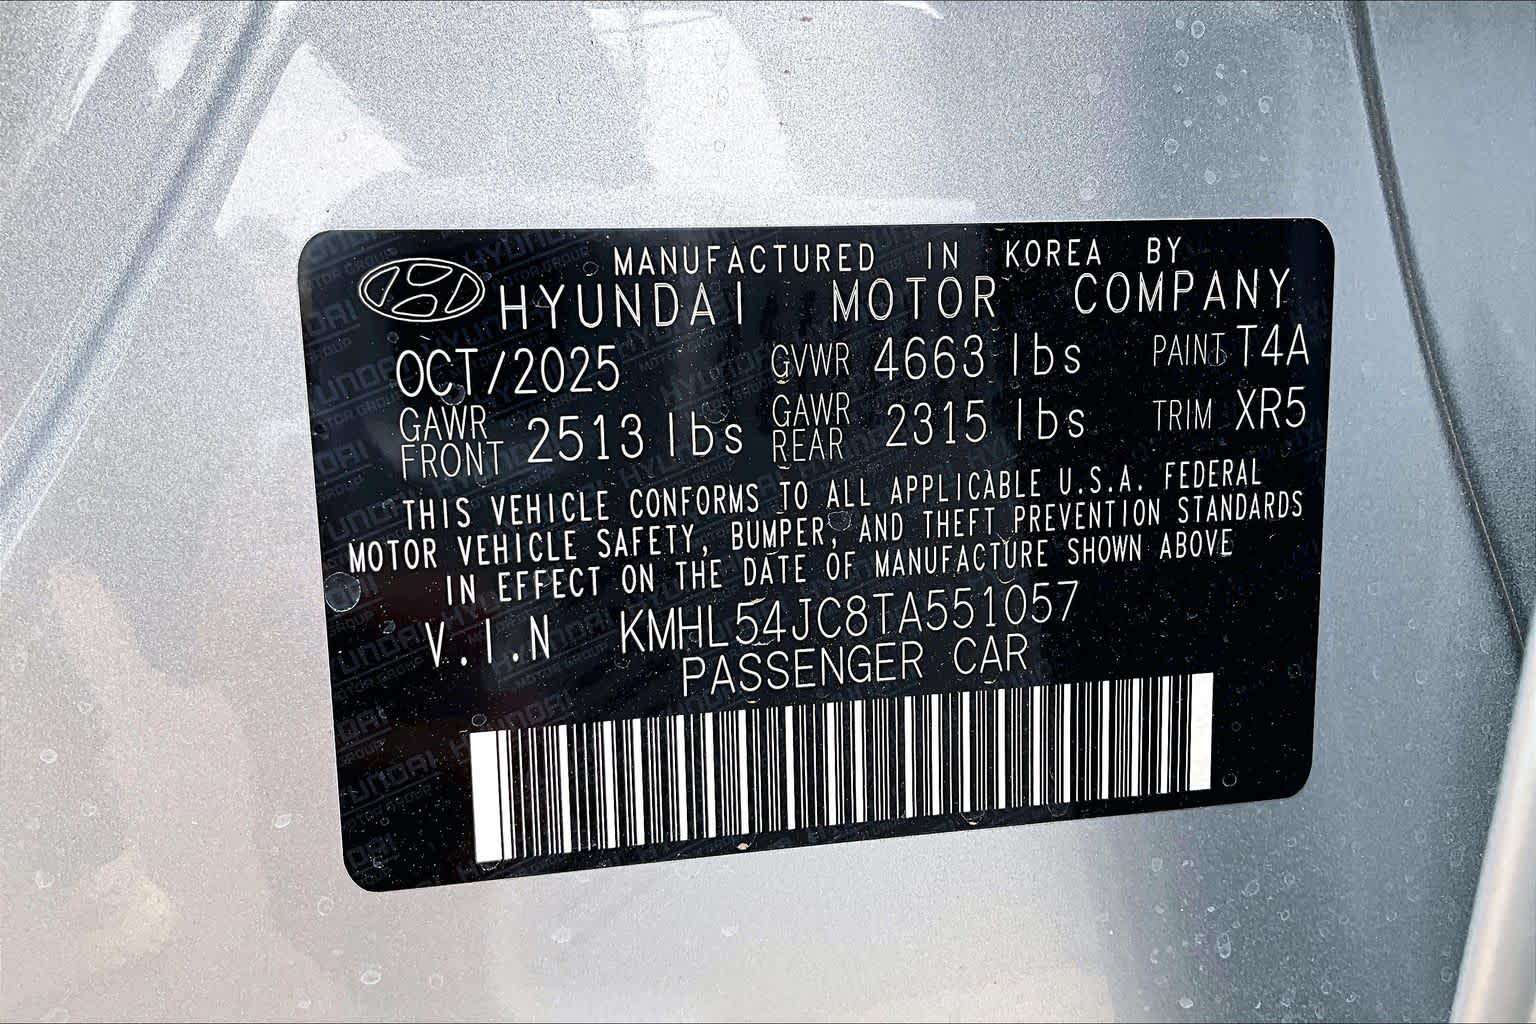 MANUFACTURED IN KOREA BY
HYUNDAI MOTOR COMPANY
OCT/2025 GVWR 4663 lbs PAINT T4A
GAWR FRONT 2513 lbs GAWR REAR 2315 lbs TRIM XR5
THIS VEHICLE CONFORMS TO ALL APPLICABLE U.S.A. FEDERAL
MOTOR VEHICLE SAFETY, BUMPER, AND THEFT PREVENTION STANDARDS
IN EFFECT ON THE DATE OF MANUFACTURE SHOWN ABOVE
V.I.N KMHL54JC8TA551057
PASSENGER CAR